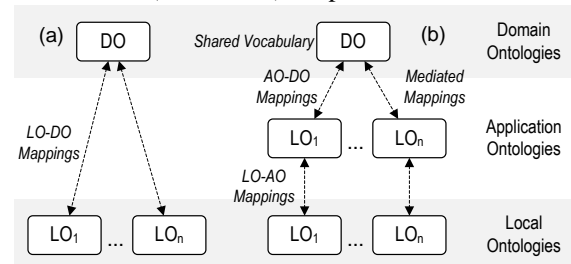 (a) DO Shared Vocabulary DO (b) Domain
Ontologies
AO-DO
Mappings
Mediated
Mappings
LO-DO
Mappings
LO1 ... LOn
Application
Ontologies
LO-AO
Mappings
LO1 ... LOn LO1 ... LOn
Local
Ontologies